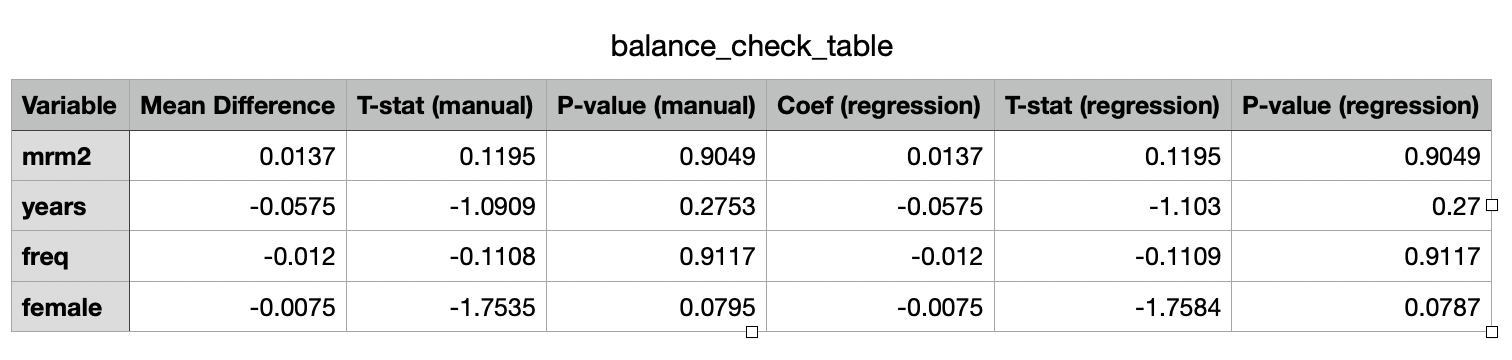 balance_check_table
Variable Mean Difference T-stat (manual) P-value (manual) Coef (regression) T-stat (regression) P-value (regression)
mrm2 0.0137 0.1195 0.9049 0.0137 0.1195 0.9049
years -0.0575 -1.0909 0.2753 -0.0575 -1.103 0.27
freq -0.012 -0.1108 0.9117 -0.012 -0.1109 0.9117
female -0.0075 -1.7535 0.0795 -0.0075 -1.7584 0.0787